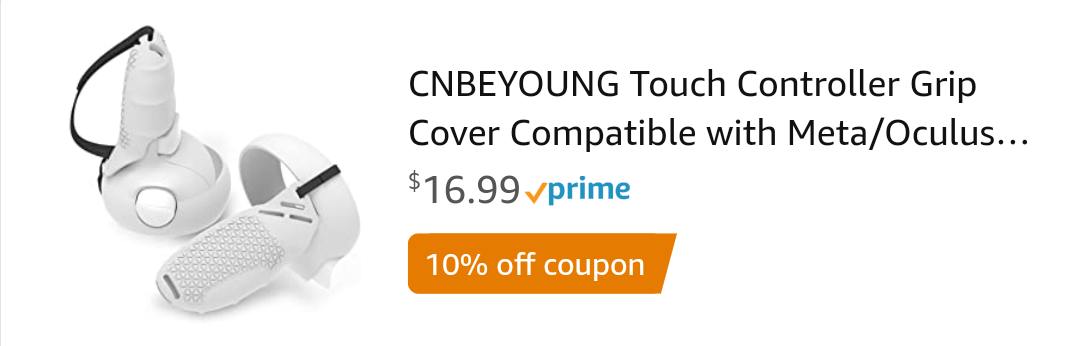 CNBEYOUNG Touch Controller Grip
Cover Compatible with Meta/Oculus...
$16.99 prime
10% off coupon